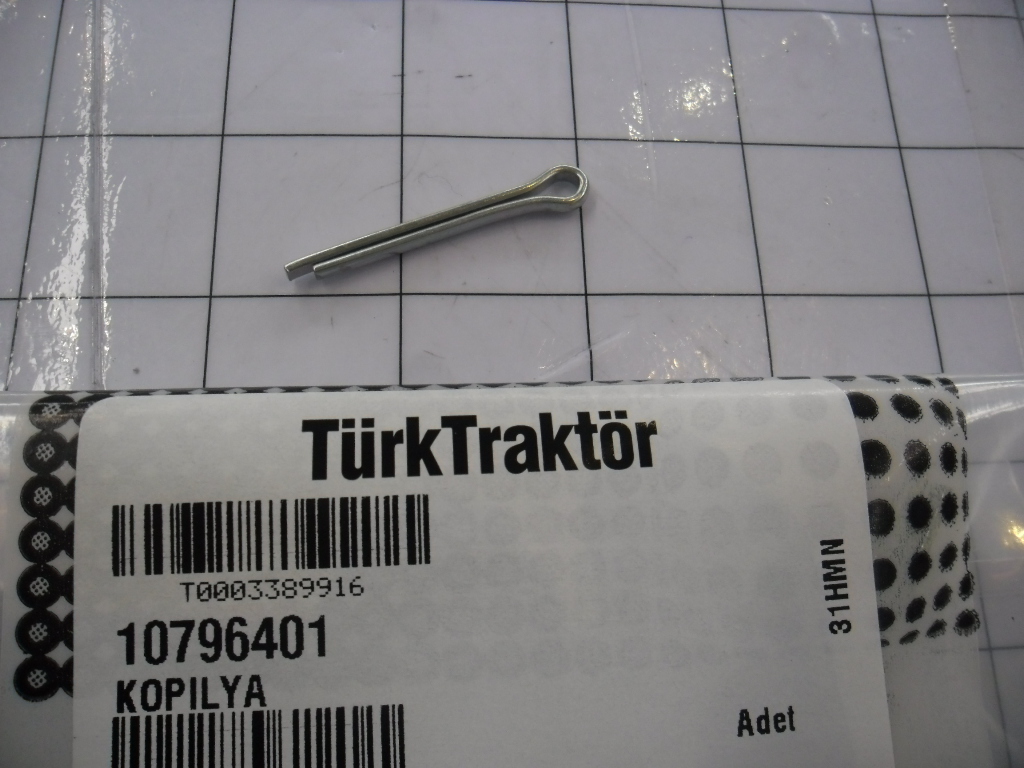 TürkTraktör
T0003389916
10796401
KOPILYA
Adet
31HMN